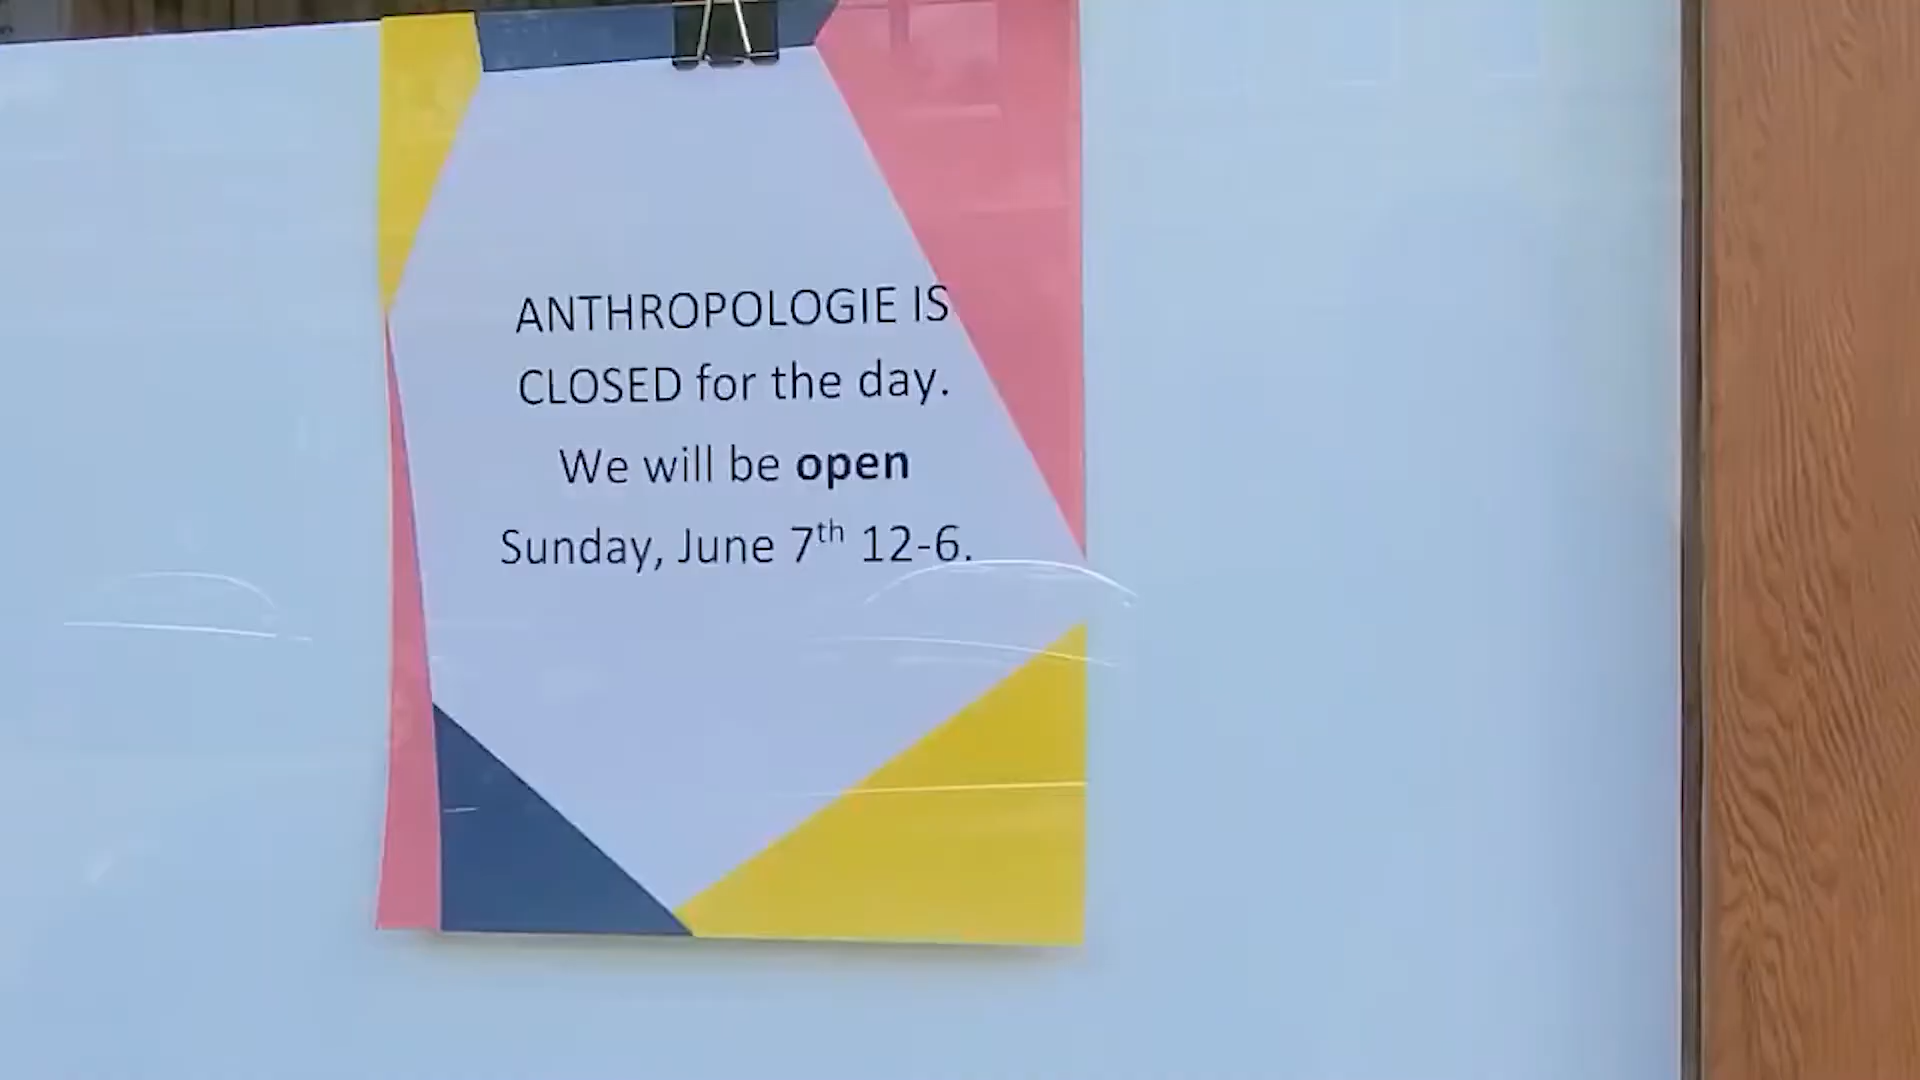 ANTHROPOLOGIE IS
CLOSED for the day.
We will be open
Sunday, June 7th 12-6.